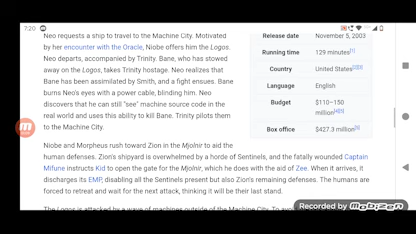 7:20
Neo requests a ship to travel to the Machine City. Motivated
by her encounter with the Oracle, Niobe offers him the Logos.
Neo departs, accompanied by Trinity. Bane, who has stowed
away on the Logos, takes Trinity hostage. Neo realizes that
Bane has been assimilated by Smith, and a fight ensues. Bane
burns Neo's eyes with a power cable, blinding him. Neo
discovers that he can still "see" machine source code in the
real world and uses this ability to kill Bane. Trinity pilots
them to the Machine City.
Release date November 5, 2003
Running time 129 minutes[1]
Country United States[2][3]
Language English
Budget $110–150
million[4][5]
Box office $427.3 million[6]
Niobe and Morpheus rush toward Zion in the Mjolnir to aid the
human defenses. Zion's shipyard is overwhelmed by a horde of Sentinels, and the fatally wounded Captain
Mifune instructs Kid to open the gate for the Mjolnir, which he does with the aid of Zee. When it arrives, it
discharges its EMP, disabling all the Sentinels present but also Zion's remaining defenses. The humans are
forced to retreat and wait for the next attack, thinking it will be their last stand.
The Logos is attacked by a wave of machines outside of the Machine City. To
Recorded by Mobizen